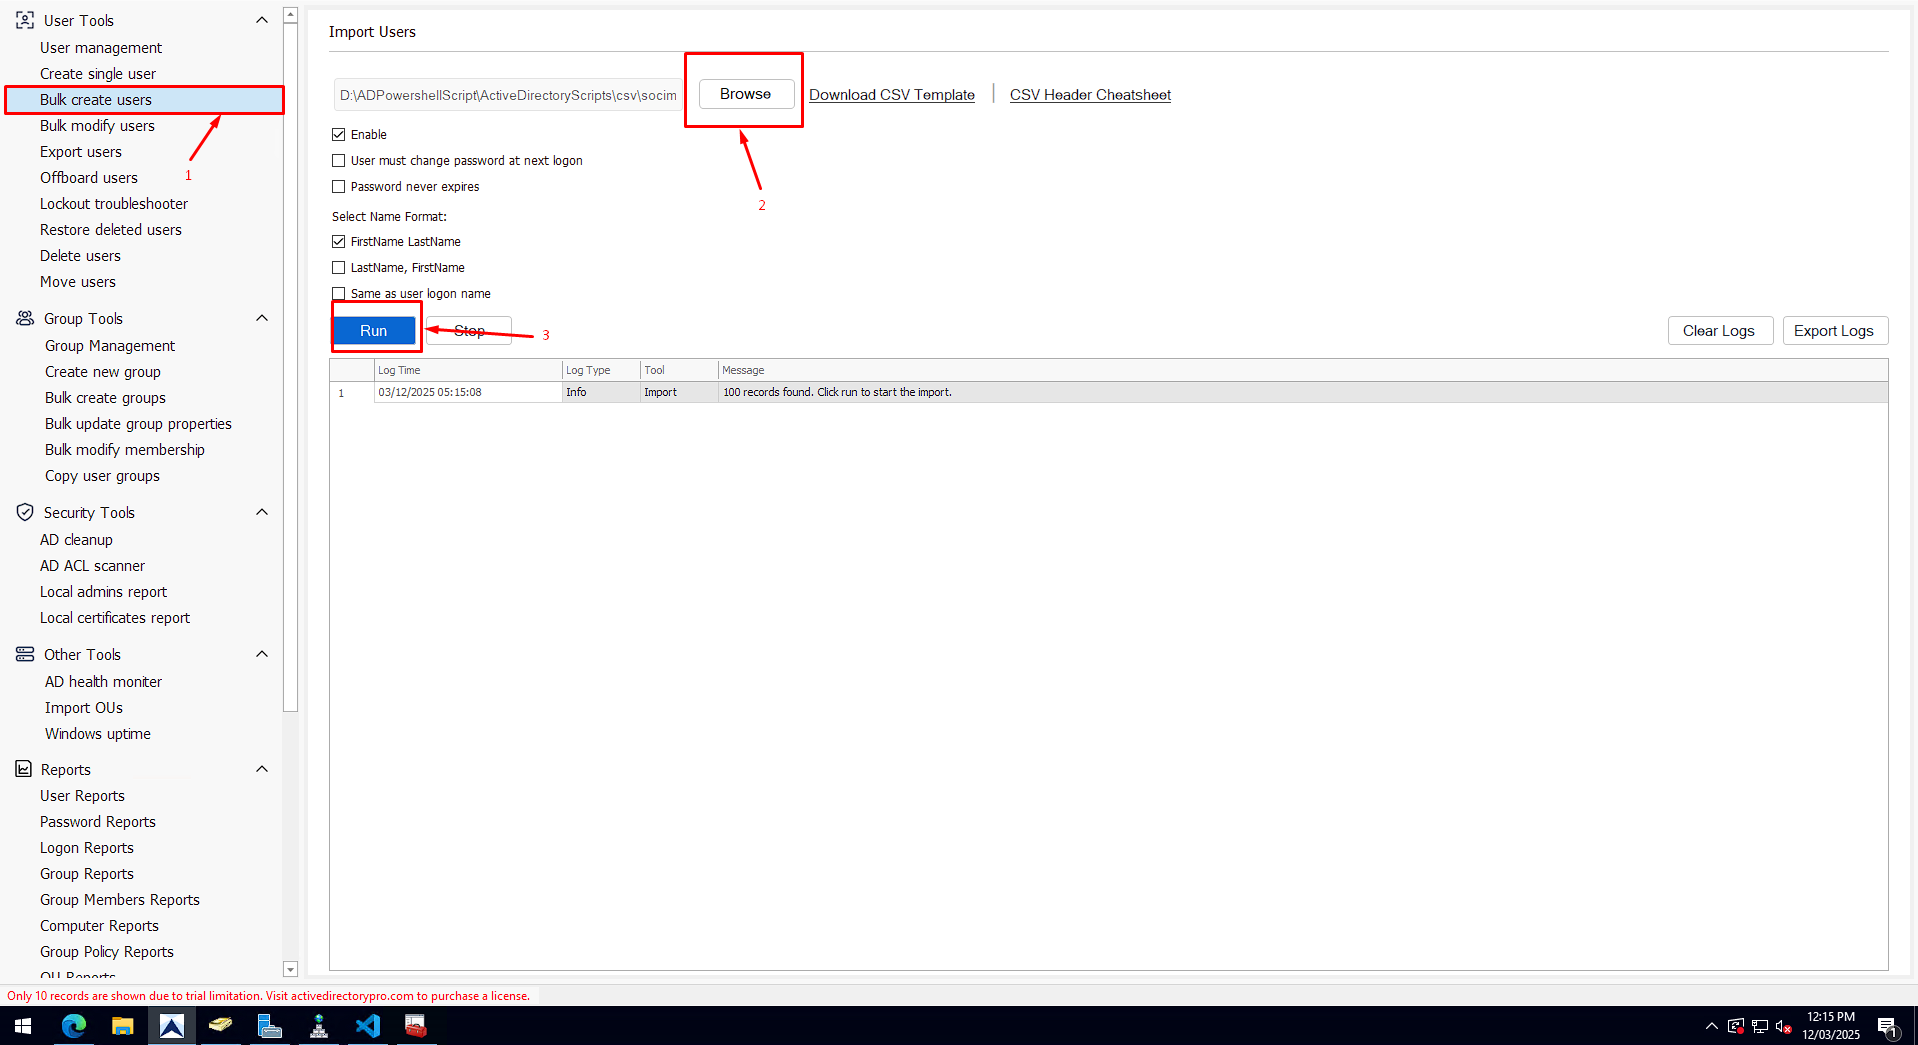 User Tools
User management
Create single user
Bulk create users
Bulk modify users
Export users
1
Offboard users
Lockout troubleshooter
Restore deleted users
Delete users
Move users
Group Tools
Group Management
Create new group
Bulk create groups
Bulk update group properties
Bulk modify membership
Copy user groups
Security Tools
AD cleanup
AD ACL scanner
Local admins report
Local certificates report
Other Tools
AD health moniter
Import OUs
Windows uptime
Reports
User Reports
Password Reports
Logon Reports
Group Reports
Group Members Reports
Computer Reports
Group Policy Reports
OU Reports
Import Users
D:\ADPowershellScript\ActiveDirectoryScripts\csv\socim Browse Download CSV Template | CSV Header Cheatsheet
Enable
User must change password at next logon
Password never expires
2
Select Name Format:
FirstName LastName
LastName, FirstName
Same as user logon name
Run Stop 3 Clear Logs Export Logs
Log Time Log Type Tool Message
1 03/12/2025 05:15:08 Info Import 100 records found. Click run to start the import.
Only 10 records are shown due to trial limitation. Visit activedirectorypro.com to purchase a license.
12:15 PM
12/03/2025
1